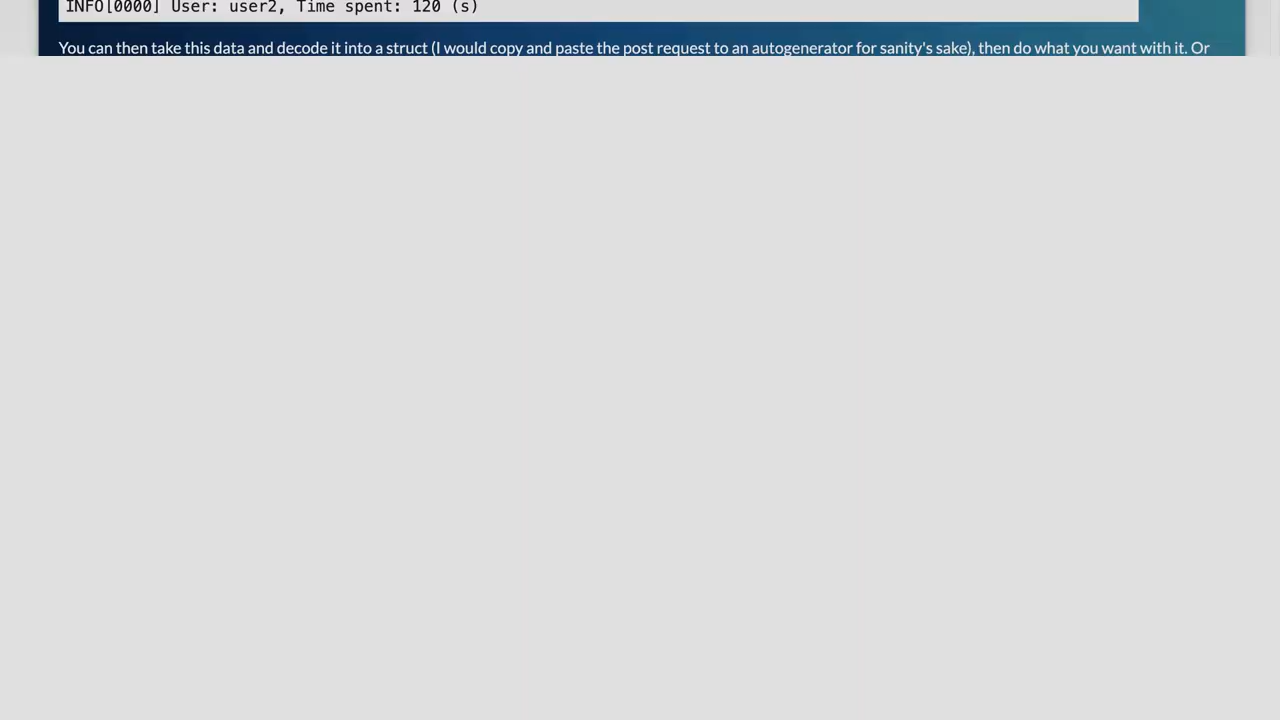 INFO[0000] User: user2, Time spent: 120 (s)
You can then take this data and decode it into a struct (I would copy and paste the post request to an autogenerator for sanity's sake), then do what you want with it. Or